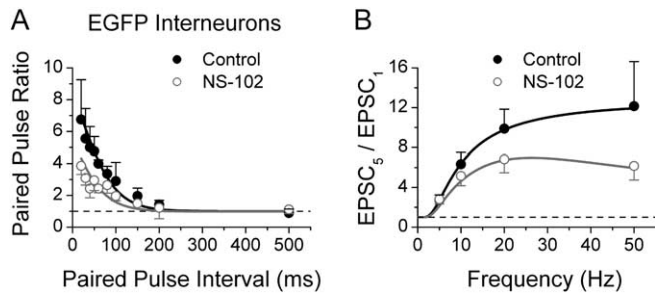 A EGFP Interneurons
Control
NS-102
Paired Pulse Ratio
10
8
6
4
2
0
0 100 200 300 400 500
Paired Pulse Interval (ms)
B
Control
NS-102
EPSC5 / EPSC1
16
12
8
4
0
0 10 20 30 40 50
Frequency (Hz)